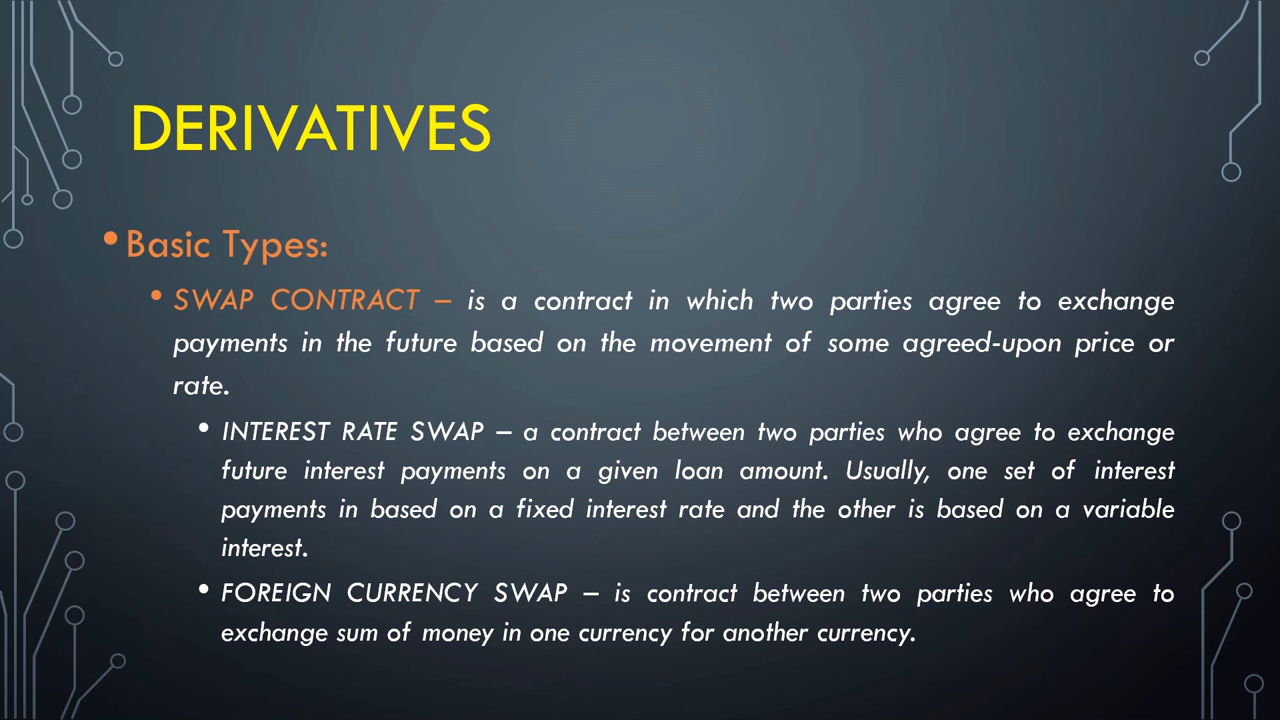 DERIVATIVES
• Basic Types:
• SWAP CONTRACT – is a contract in which two parties agree to exchange
payments in the future based on the movement of some agreed-upon price or
rate.
• INTEREST RATE SWAP – a contract between two parties who agree to exchange
future interest payments on a given loan amount. Usually, one set of interest
payments in based on a fixed interest rate and the other is based on a variable
interest.
• FOREIGN CURRENCY SWAP – is contract between two parties who agree to
exchange sum of money in one currency for another currency.